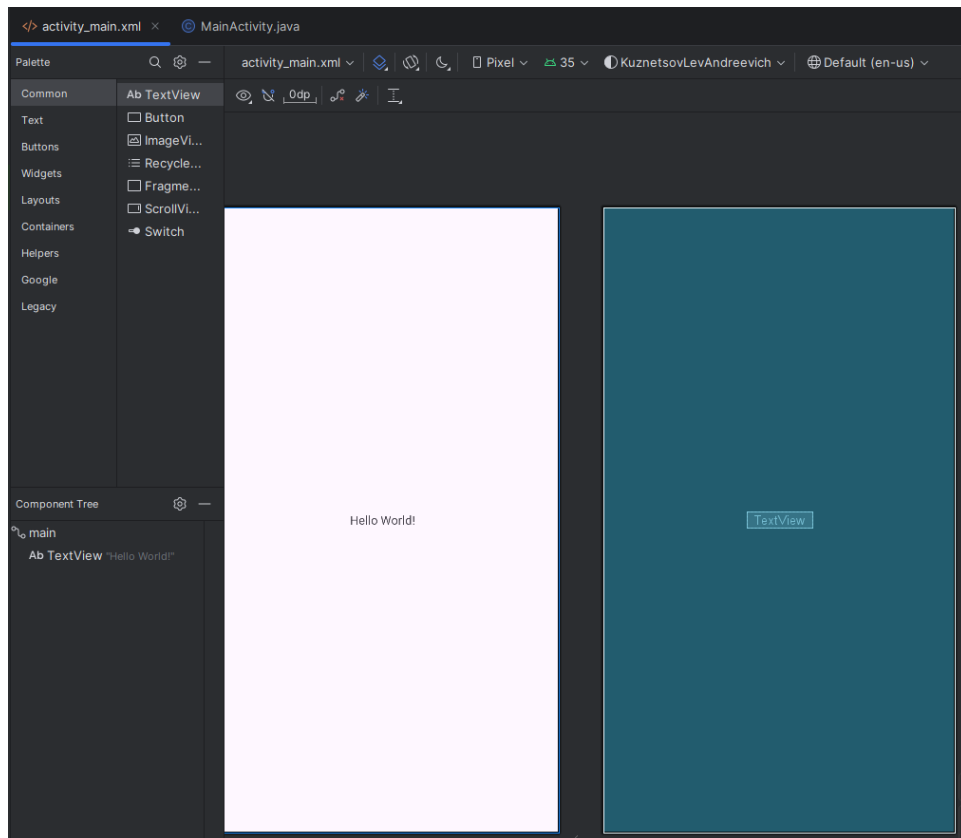 </> activity_main.xml × © MainActivity.java
Palette
activity_main.xml Pixel 35 KuznetsovLevAndreevich Default (en-us)
Common
Text
Buttons
Widgets
Layouts
Containers
Helpers
Google
Legacy
Ab TextView
Button
ImageVi...
Recycle...
Fragme...
ScrollVi...
Switch
0dp
Hello World!
TextView
Component Tree
main
Ab TextView "Hello World!"